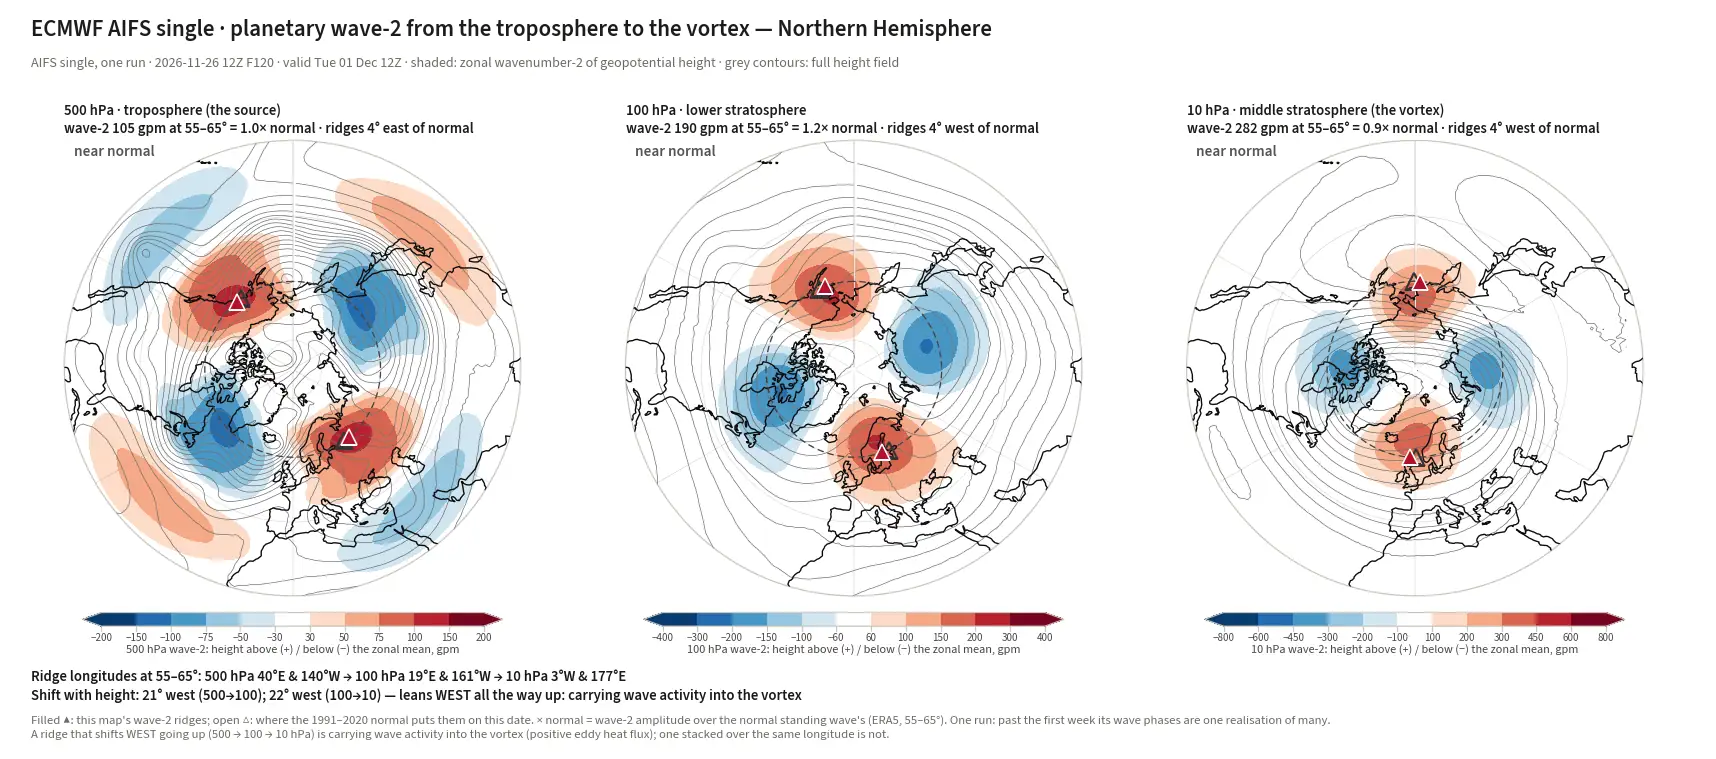 ECMWF AIFS single · planetary wave-2 from the troposphere to the vortex — Northern Hemisphere
AIFS single, one run · 2026-11-26 12Z F120 · valid Tue 01 Dec 12Z · shaded: zonal wavenumber-2 of geopotential height · grey contours: full height field
500 hPa · troposphere (the source)
wave-2 105 gpm at 55–65° = 1.0× normal · ridges 4° east of normal
near normal
100 hPa · lower stratosphere
wave-2 190 gpm at 55–65° = 1.2× normal · ridges 4° west of normal
near normal
10 hPa · middle stratosphere (the vortex)
wave-2 282 gpm at 55–65° = 0.9× normal · ridges 4° west of normal
near normal
−200 −150 −100 −75 −50 −30 30 50 75 100 150 200
500 hPa wave-2: height above (+) / below (−) the zonal mean, gpm
−400 −300 −200 −150 −100 −60 60 100 150 200 300 400
100 hPa wave-2: height above (+) / below (−) the zonal mean, gpm
−800 −600 −450 −300 −200 −100 100 200 300 450 600 800
10 hPa wave-2: height above (+) / below (−) the zonal mean, gpm
Ridge longitudes at 55–65°: 500 hPa 40°E & 140°W → 100 hPa 19°E & 161°W → 10 hPa 3°W & 177°E
Shift with height: 21° west (500→100); 22° west (100→10) — leans WEST all the way up: carrying wave activity into the vortex
Filled ▲: this map's wave-2 ridges; open △: where the 1991–2020 normal puts them on this date. × normal = wave-2 amplitude over the normal standing wave's (ERA5, 55–65°). One run: past the first week its wave phases are one realisation of many.
A ridge that shifts WEST going up (500 → 100 → 10 hPa) is carrying wave activity into the vortex (positive eddy heat flux); one stacked over the same longitude is not.